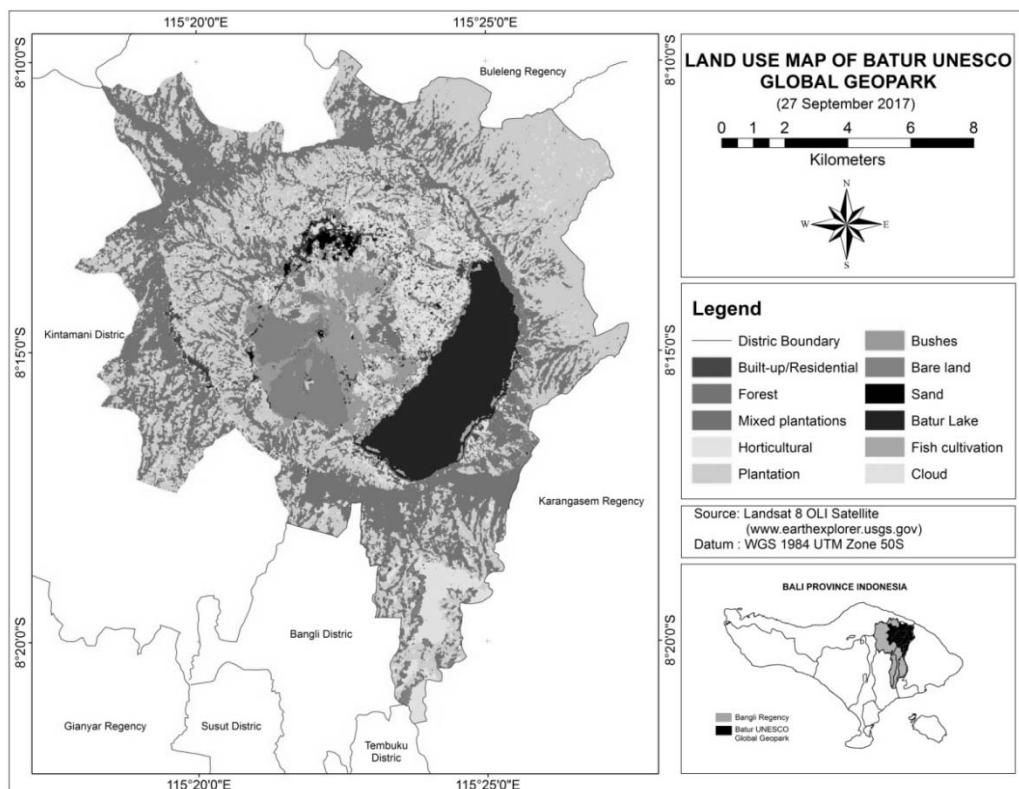 115°20'0"E
115°25'0"E
8°10'0"S
8°10'0"S
Buleleng Regency
Kintamani Distric
8°15'0"S
8°15'0"S
Karangasem Regency
Bangli Distric
8°20'0"S
8°20'0"S
Gianyar Regency
Susut Distric
Tembuku
Distric
115°20'0"E
115°25'0"E
LAND USE MAP OF BATUR UNESCO
GLOBAL GEOPARK
(27 September 2017)
0 1 2 4 6 8
Kilometers
N
W
E
S
Legend
Distric Boundary
Built-up/Residential
Forest
Mixed plantations
Horticultural
Plantation
Bushes
Bare land
Sand
Batur Lake
Fish cultivation
Cloud
Source: Landsat 8 OLI Satellite
(www.earthexplorer.usgs.gov)
Datum : WGS 1984 UTM Zone 50S
BALI PROVINCE INDONESIA
Bangli Regency
Batur UNESCO
Global Geopark